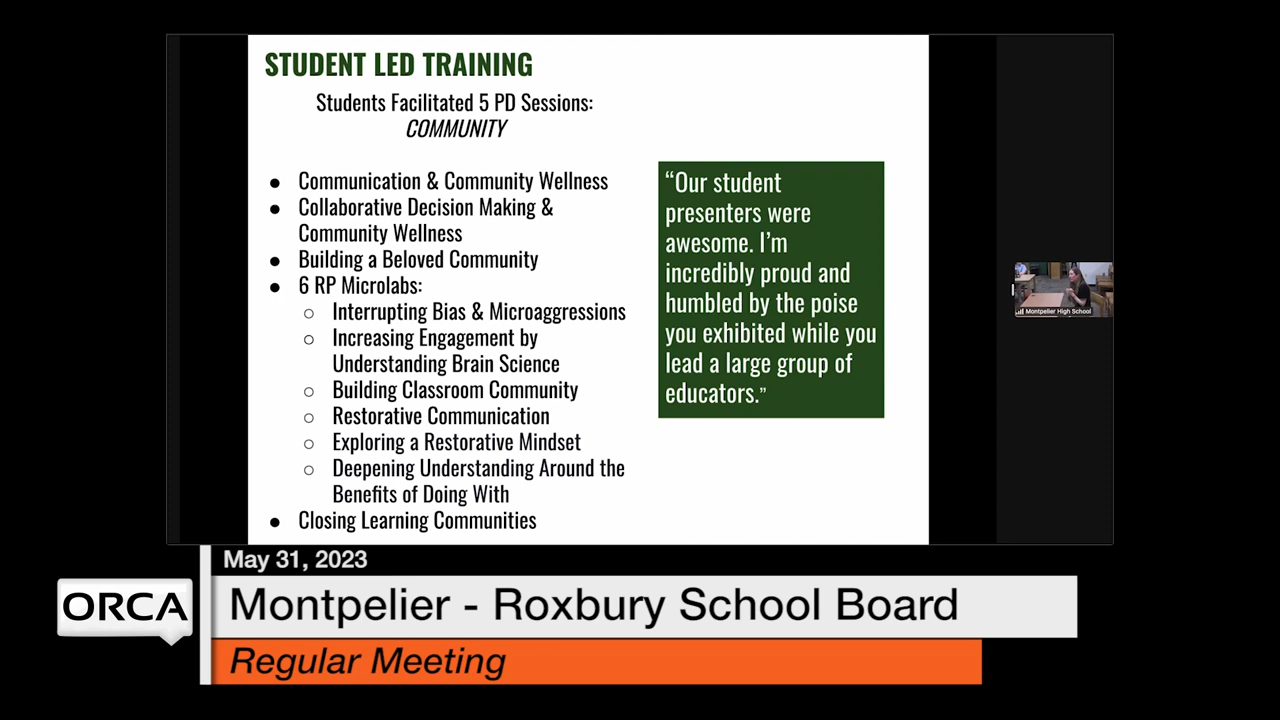 STUDENT LED TRAINING
Students Facilitated 5 PD Sessions:
COMMUNITY
● Communication & Community Wellness
● Collaborative Decision Making &
Community Wellness
● Building a Beloved Community
● 6 RP Microlabs:
○ Interrupting Bias & Microaggressions
○ Increasing Engagement by
Understanding Brain Science
○ Building Classroom Community
○ Restorative Communication
○ Exploring a Restorative Mindset
○ Deepening Understanding Around the
Benefits of Doing With
● Closing Learning Communities
“Our student
presenters were
awesome. I’m
incredibly proud and
humbled by the poise
you exhibited while you
lead a large group of
educators.”
Montpelier High School
May 31, 2023
ORCA
Montpelier - Roxbury School Board
Regular Meeting